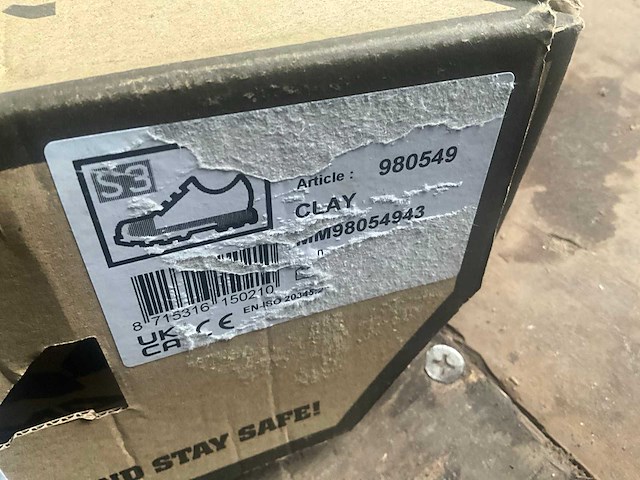 S3
Article : 980549
CLAY
MM98054943
8 715316 150210
EN-ISO 20345:
UK
CA CE
ND STAY SAFE!